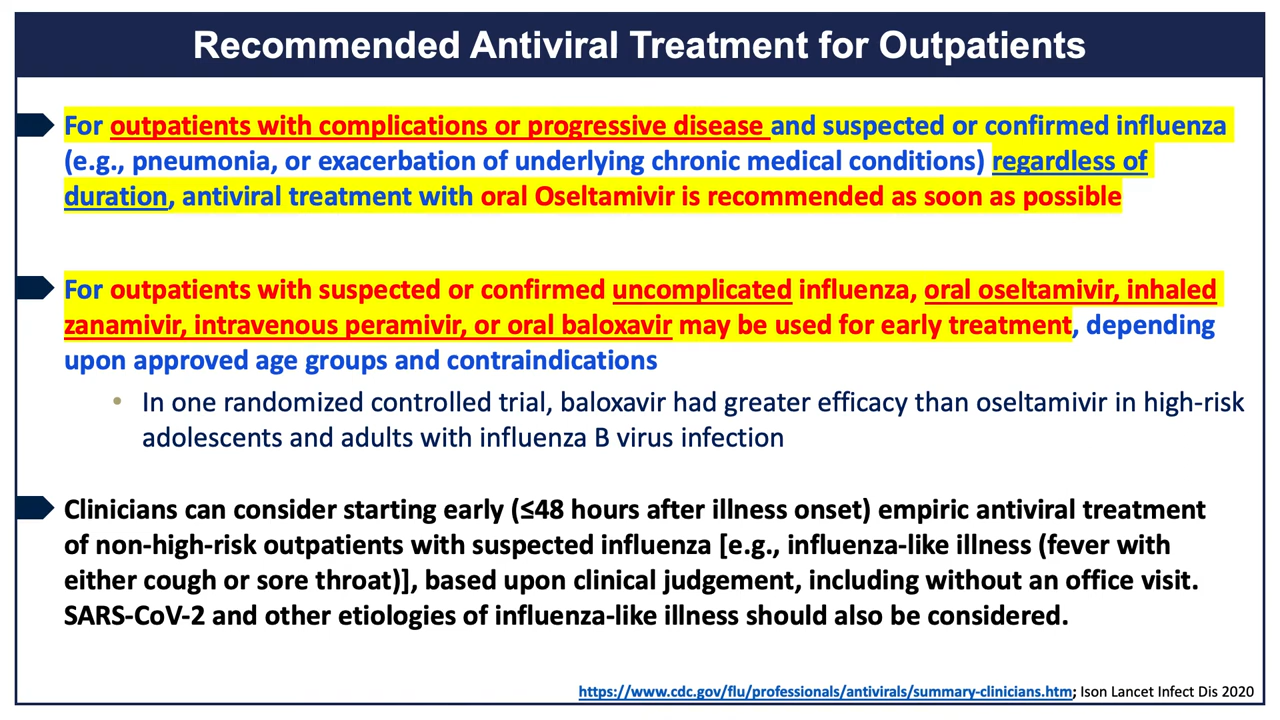 Recommended Antiviral Treatment for Outpatients
For outpatients with complications or progressive disease and suspected or confirmed influenza
(e.g., pneumonia, or exacerbation of underlying chronic medical conditions) regardless of
duration, antiviral treatment with oral Oseltamivir is recommended as soon as possible
For outpatients with suspected or confirmed uncomplicated influenza, oral oseltamivir, inhaled
zanamivir, intravenous peramivir, or oral baloxavir may be used for early treatment, depending
upon approved age groups and contraindications
• In one randomized controlled trial, baloxavir had greater efficacy than oseltamivir in high-risk
adolescents and adults with influenza B virus infection
Clinicians can consider starting early (≤48 hours after illness onset) empiric antiviral treatment
of non-high-risk outpatients with suspected influenza [e.g., influenza-like illness (fever with
either cough or sore throat)], based upon clinical judgement, including without an office visit.
SARS-CoV-2 and other etiologies of influenza-like illness should also be considered.
https://www.cdc.gov/flu/professionals/antivirals/summary-clinicians.htm; Ison Lancet Infect Dis 2020